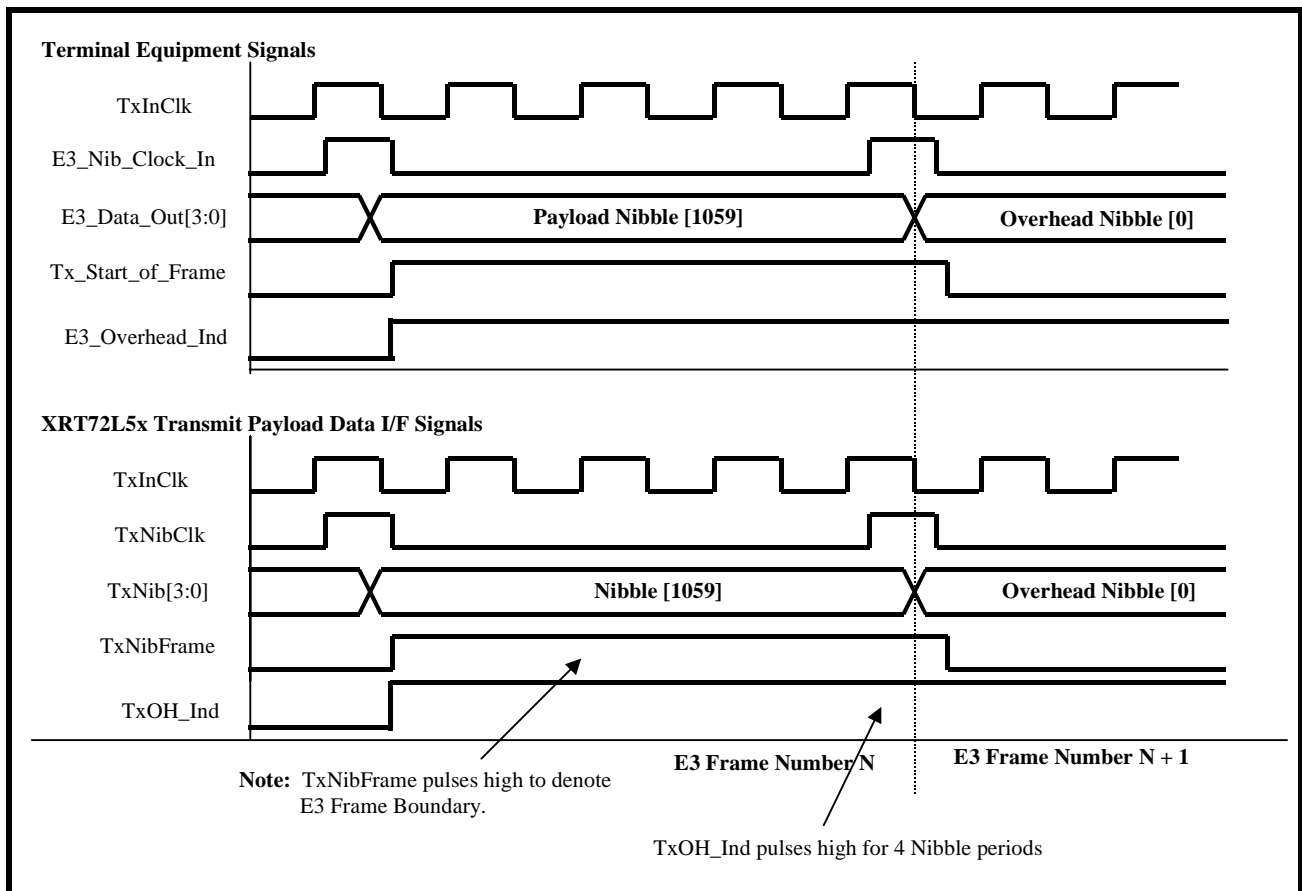 Terminal Equipment Signals
TxInClk
E3_Nib_Clock_In
E3_Data_Out[3:0]
Payload Nibble [1059]
Overhead Nibble [0]
Tx_Start_of_Frame
E3_Overhead_Ind
XRT72L5x Transmit Payload Data I/F Signals
TxInClk
TxNibClk
TxNib[3:0]
Nibble [1059]
Overhead Nibble [0]
TxNibFrame
TxOH_Ind
E3 Frame Number N
E3 Frame Number N + 1
Note: TxNibFrame pulses high to denote
E3 Frame Boundary.
TxOH_Ind pulses high for 4 Nibble periods